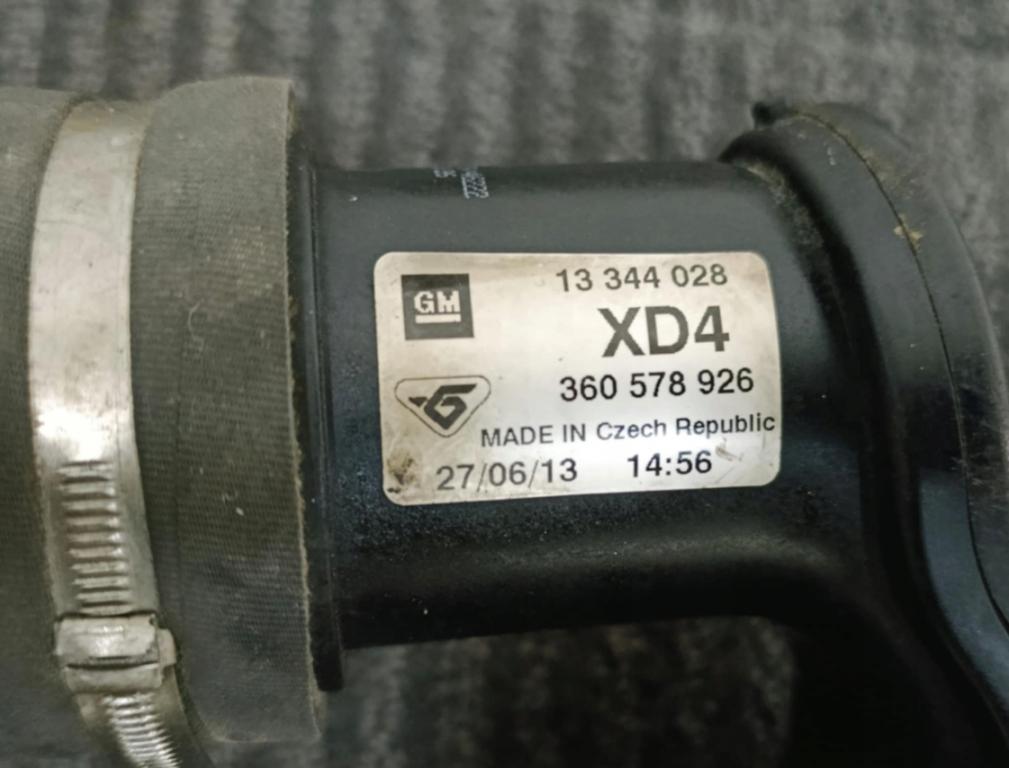 GM
13 344 028
XD4
360 578 926
MADE IN Czech Republic
27/06/13 14:56